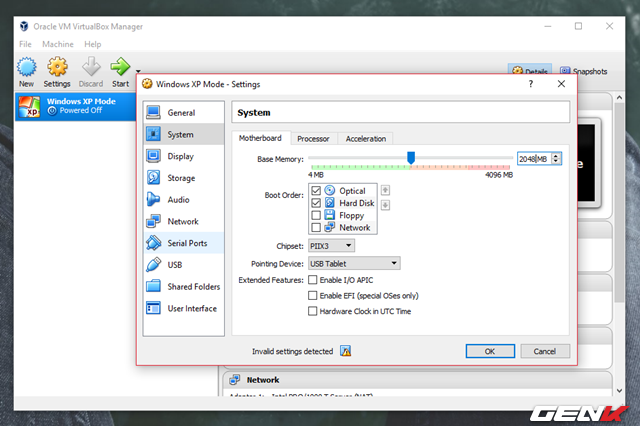 Oracle VM VirtualBox Manager
File Machine Help
New Settings Discard Start
Details Snapshots
Windows XP Mode
Powered Off
xp
Windows XP Mode - Settings
? 
General
System
Display
Storage
Audio
Network
Serial Ports
USB
Shared Folders
User Interface
System
Motherboard Processor Acceleration
Base Memory: 2048 MB
4 MB 4096 MB
Boot Order: Optical
Hard Disk
Floppy
Network
Chipset: PIIX3
Pointing Device: USB Tablet
Extended Features: Enable I/O APIC
Enable EFI (special OSes only)
Hardware Clock in UTC Time
Invalid settings detected
OK Cancel
Network
GENK